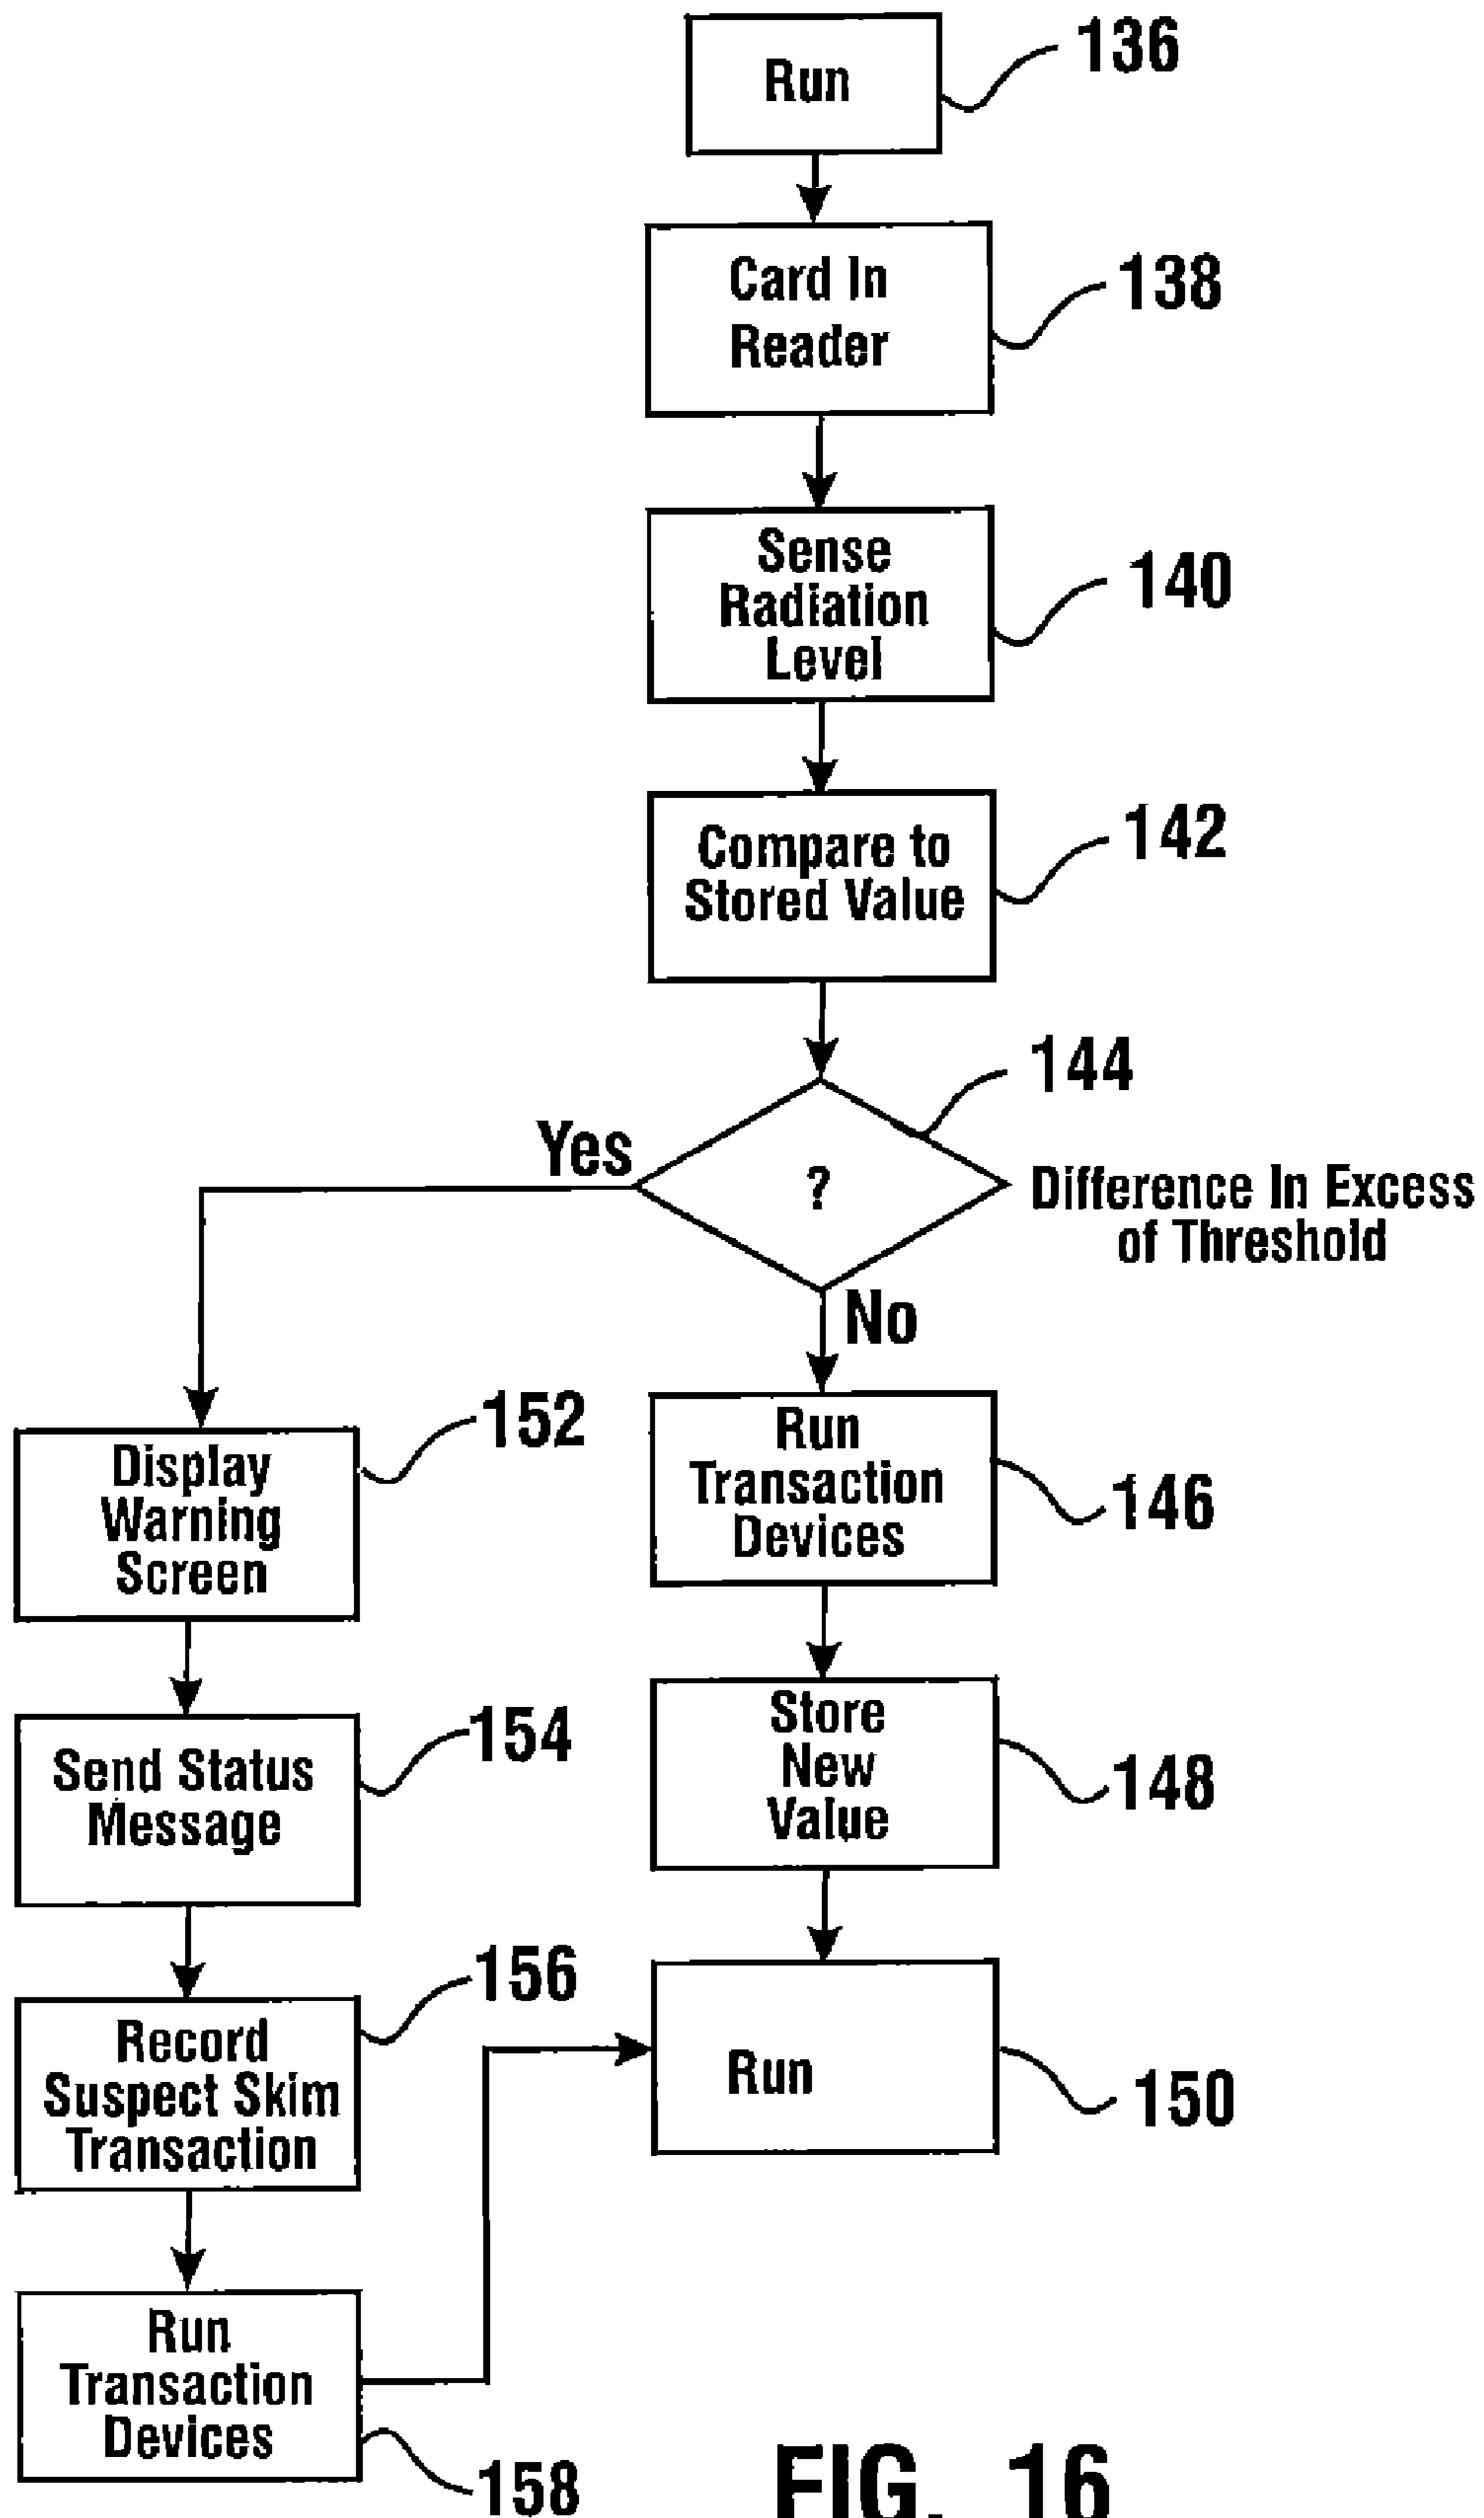 Run
136
Card In
Reader
138
Sense
Radiation
Level
140
Compare to
Stored Value
142
144
Yes
?
Difference In Excess
of Threshold
No
Display
Warning
Screen
152
Run
Transaction
Devices
146
Send Status
Message
154
Store
New
Value
148
Record
Suspect Skim
Transaction
156
Run
150
Run
Transaction
Devices
158
FIG. 16